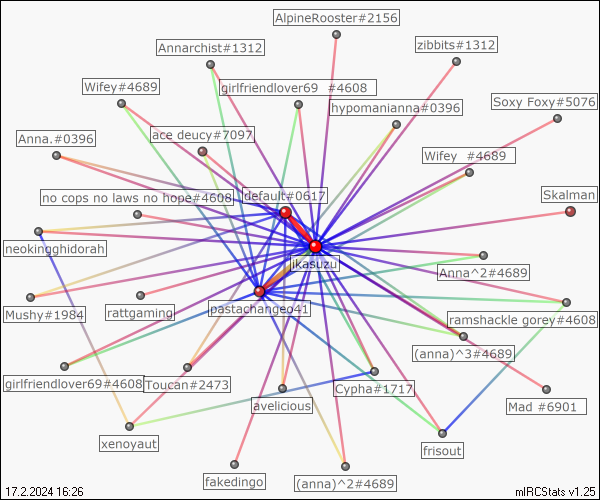 AlpineRooster#2156
Annarchist#1312
zibbits#1312
Wifey#4689
girlfriendlover69 #4608
hypomanianna#0396
Soxy Foxy#5076
Anna.#0396
ace deucy#7097
Wifey #4689
no cops no laws no hope#4608
default#0617
Skalman
neokingghidorah
jkasuzu
Anna^2#4689
Mushy#1984
rattgaming
pastachangeo41
ramshackle gorey#4608
(anna)^3#4689
girlfriendlover69#4608
Toucan#2473
Cypha#1717
avelicious
Mad #6901
xenoyaut
frisout
fakedingo
(anna)^2#4689
17.2.2024 16:26
mIRCStats v1.25